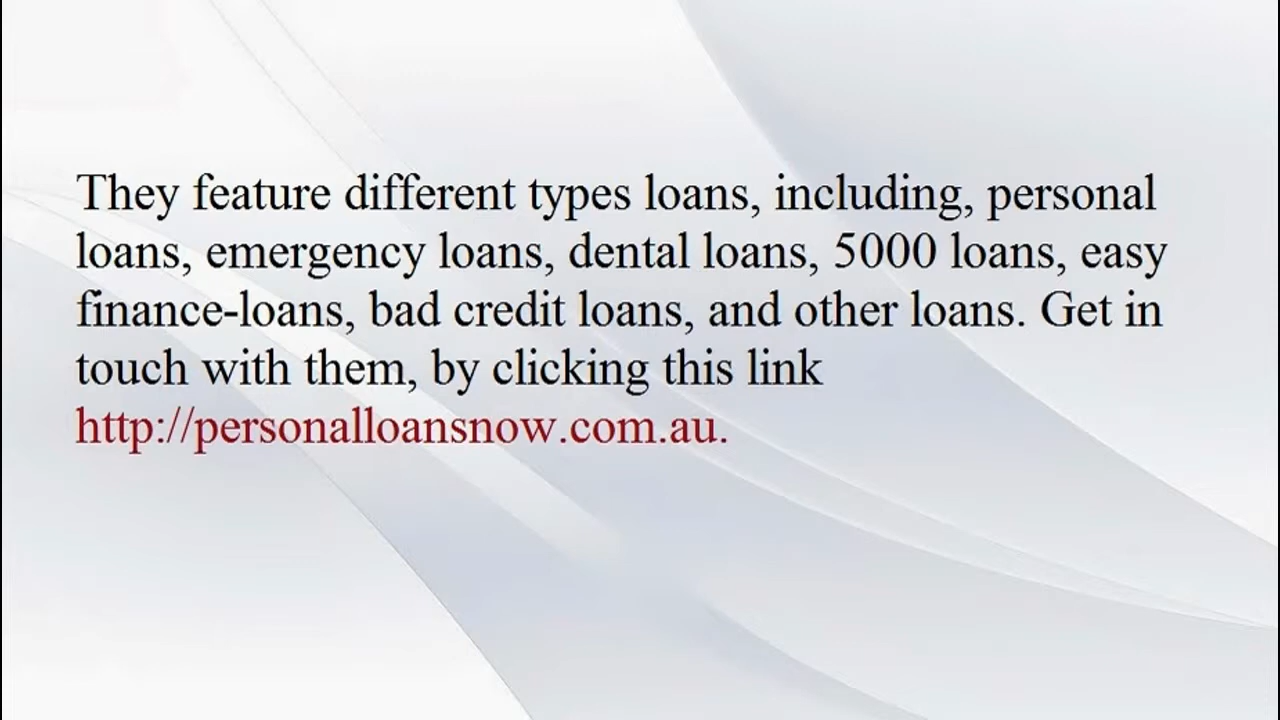 They feature different types loans, including, personal
loans, emergency loans, dental loans, 5000 loans, easy
finance-loans, bad credit loans, and other loans. Get in
touch with them, by clicking this link
http://personalloansnow.com.au.